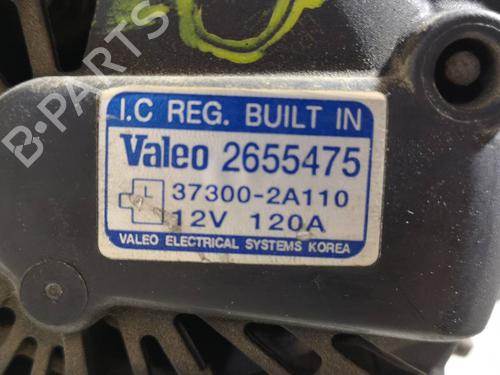 I.C REG. BUILT IN
Valeo 2655475
L 37300-2A110
12V 120A
VALEO ELECTRICAL SYSTEMS KOREA
B-PARTS